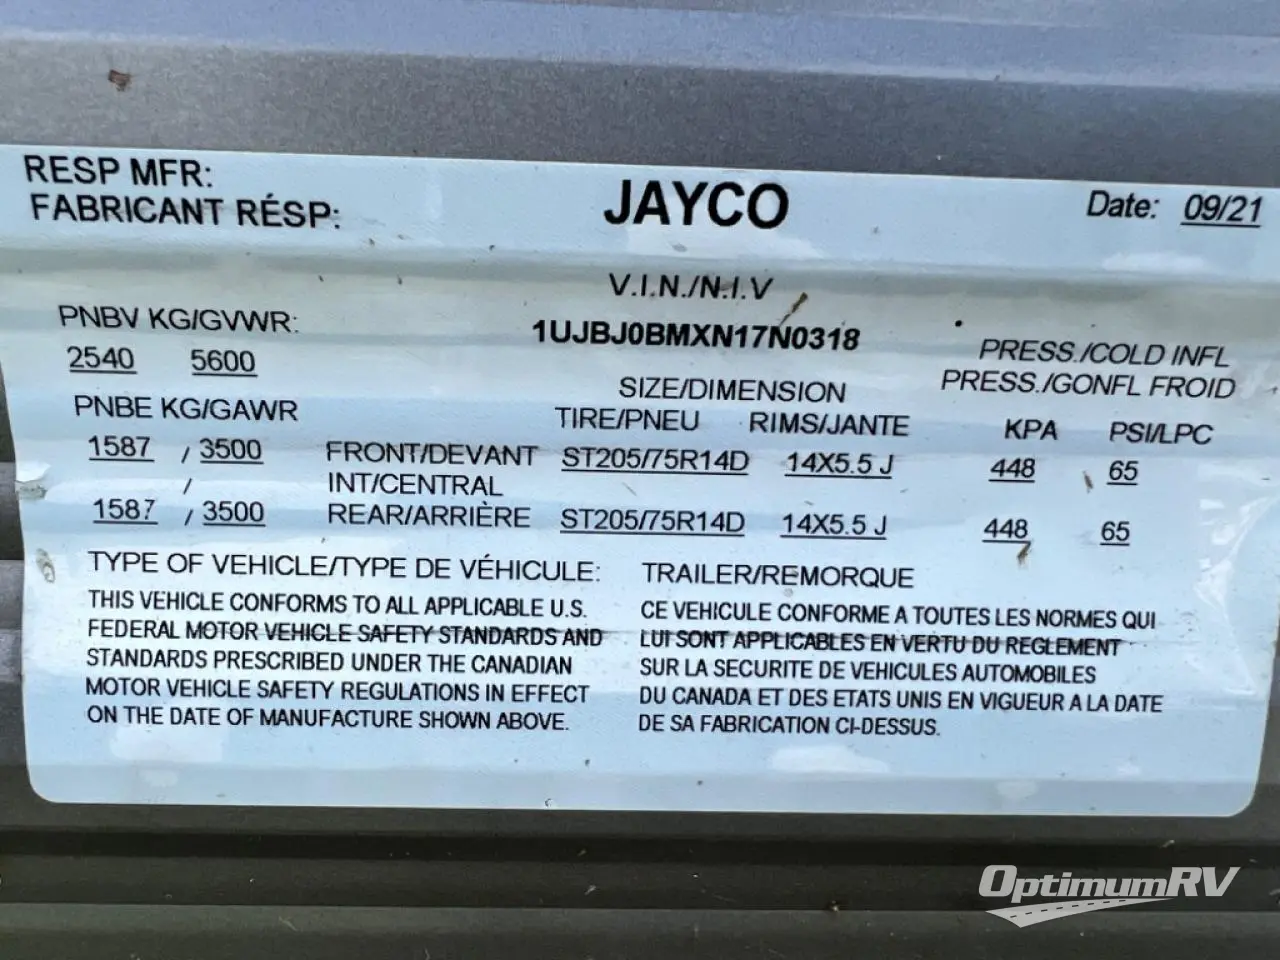 RESP MFR:
FABRICANT RÉSP:
JAYCO
Date: 09/21
V.I.N./N.I.V
1UJBJ0BMXN17N0318
PNBV KG/GVWR:
2540 5600
PRESS./COLD INFL
PRESS./GONFL FROID
SIZE/DIMENSION
PNBE KG/GAWR TIRE/PNEU RIMS/JANTE KPA PSI/LPC
1587 / 3500 FRONT/DEVANT ST205/75R14D 14X5.5 J 448 65
/ INT/CENTRAL
1587 / 3500 REAR/ARRIÈRE ST205/75R14D 14X5.5 J 448 65
TYPE OF VEHICLE/TYPE DE VÉHICULE: TRAILER/REMORQUE
THIS VEHICLE CONFORMS TO ALL APPLICABLE U.S.
FEDERAL MOTOR VEHICLE SAFETY STANDARDS AND
STANDARDS PRESCRIBED UNDER THE CANADIAN
MOTOR VEHICLE SAFETY REGULATIONS IN EFFECT
ON THE DATE OF MANUFACTURE SHOWN ABOVE.
CE VEHICULE CONFORME A TOUTES LES NORMES QUI
LUI SONT APPLICABLES EN VERTU DU REGLEMENT
SUR LA SECURITE DE VEHICULES AUTOMOBILES
DU CANADA ET DES ETATS UNIS EN VIGUEUR A LA DATE
DE SA FABRICATION CI-DESSUS.
OptimumRV